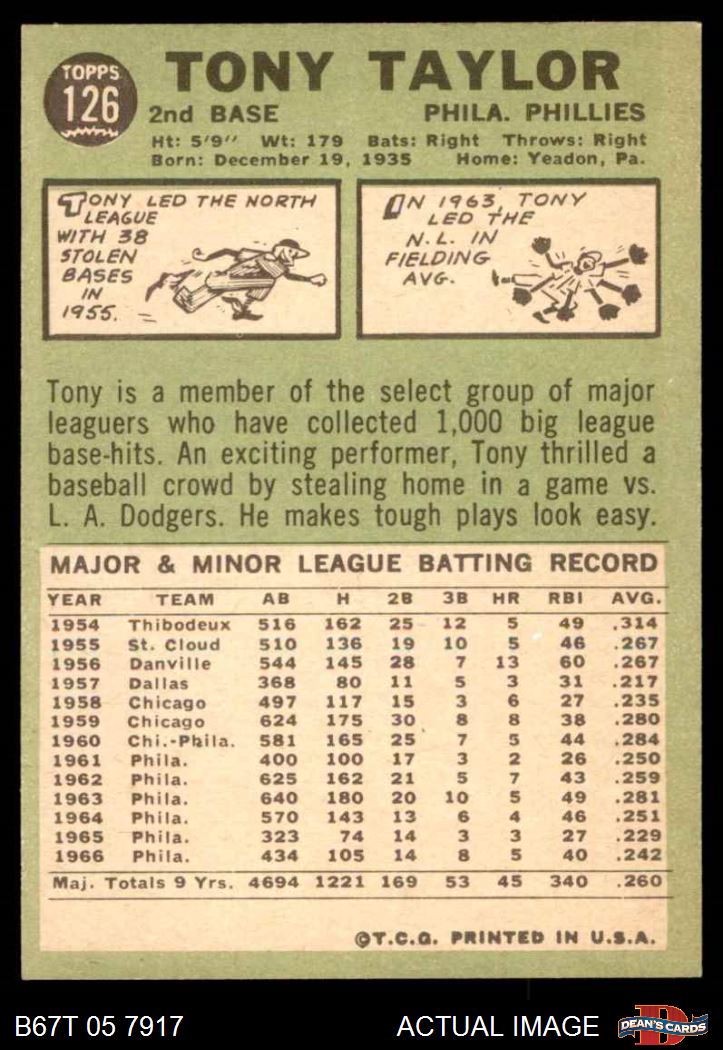 TOPPS
126
TONY TAYLOR
2nd BASE PHILA. PHILLIES
Ht: 5'9" Wt: 179 Bats: Right Throws: Right
Born: December 19, 1935 Home: Yeadon, Pa.
TONY LED THE NORTH
LEAGUE
WITH 38
STOLEN
BASES
IN
1955.
IN 1963, TONY
LED THE
N.L. IN
FIELDING
AVG.
Tony is a member of the select group of major
leaguers who have collected 1,000 big league
base-hits. An exciting performer, Tony thrilled a
baseball crowd by stealing home in a game vs.
L. A. Dodgers. He makes tough plays look easy.
MAJOR & MINOR LEAGUE BATTING RECORD
YEAR TEAM AB H 2B 3B HR RBI AVG.
1954 Thibodeux 516 162 25 12 5 49 .314
1955 St. Cloud 510 136 19 10 5 46 .267
1956 Danville 544 145 28 7 13 60 .267
1957 Dallas 368 80 11 5 3 31 .217
1958 Chicago 497 117 15 3 6 27 .235
1959 Chicago 624 175 30 8 8 38 .280
1960 Chi.-Phila. 581 165 25 7 5 44 .284
1961 Phila. 400 100 17 3 2 26 .250
1962 Phila. 625 162 21 5 7 43 .259
1963 Phila. 640 180 20 10 5 49 .281
1964 Phila. 570 143 13 6 4 46 .251
1965 Phila. 323 74 14 3 3 27 .229
1966 Phila. 434 105 14 8 5 40 .242
Maj. Totals 9 Yrs. 4694 1221 169 53 45 340 .260
©T.C.G. PRINTED IN U.S.A.
B67T 05 7917 ACTUAL IMAGE DEAN'S CARDS